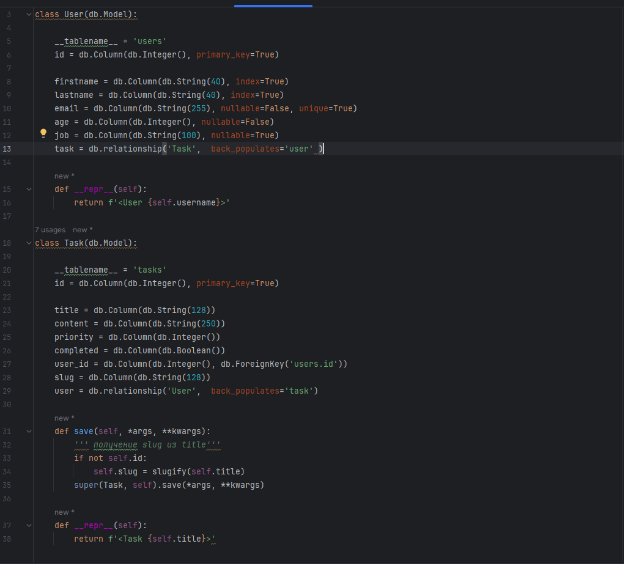 3 class User(db.Model):
4
5 __tablename__ = 'users'
6 id = db.Column(db.Integer(), primary_key=True)
7
8 firstname = db.Column(db.String(40), index=True)
9 lastname = db.Column(db.String(40), index=True)
10 email = db.Column(db.String(255), nullable=False, unique=True)
11 age = db.Column(db.Integer(), nullable=False)
12 job = db.Column(db.String(100), nullable=True)
13 task = db.relationship('Task', back_populates='user' )
14
new *
15 def __repr__(self):
16 return f'<User {self.username}>'
17
7 usages new *
18 class Task(db.Model):
19
20 __tablename__ = 'tasks'
21 id = db.Column(db.Integer(), primary_key=True)
22
23 title = db.Column(db.String(128))
24 content = db.Column(db.String(250))
25 priority = db.Column(db.Integer())
26 completed = db.Column(db.Boolean())
27 user_id = db.Column(db.Integer(), db.ForeignKey('users.id'))
28 slug = db.Column(db.String(128))
29 user = db.relationship('User', back_populates='task')
30
new *
31 def save(self, *args, **kwargs):
32 ''' получение slug из title'''
33 if not self.id:
34 self.slug = slugify(self.title)
35 super(Task, self).save(*args, **kwargs)
36
new *
37 def __repr__(self):
38 return f'<Task {self.title}>'